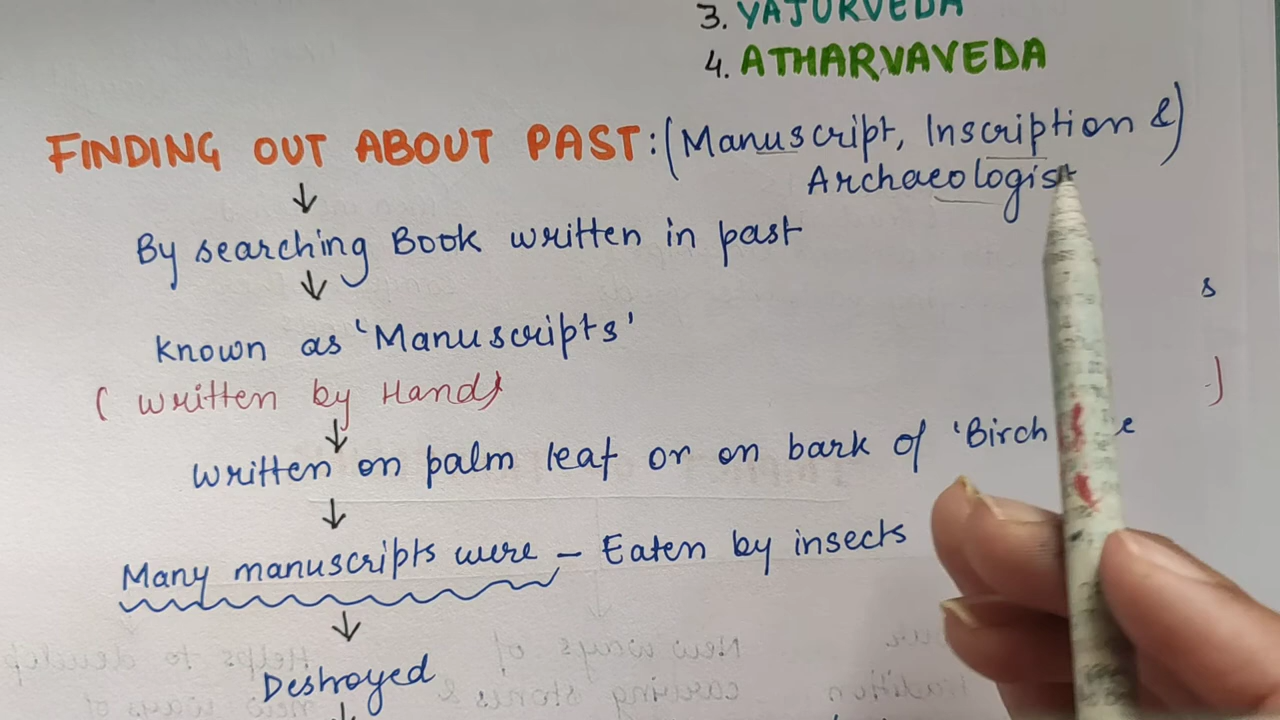 3. YAJURVEDA
4. ATHARVAVEDA
FINDING OUT ABOUT PAST: (Manuscript, Inscription &)
Archaeologist
↓
By searching Book written in past
↓
known as 'Manuscripts'
( written by Hand)
↓
written on palm leaf or on bark of 'Birch
↓
Many manuscripts were - Eaten by insects
↓
Destroyed
↓